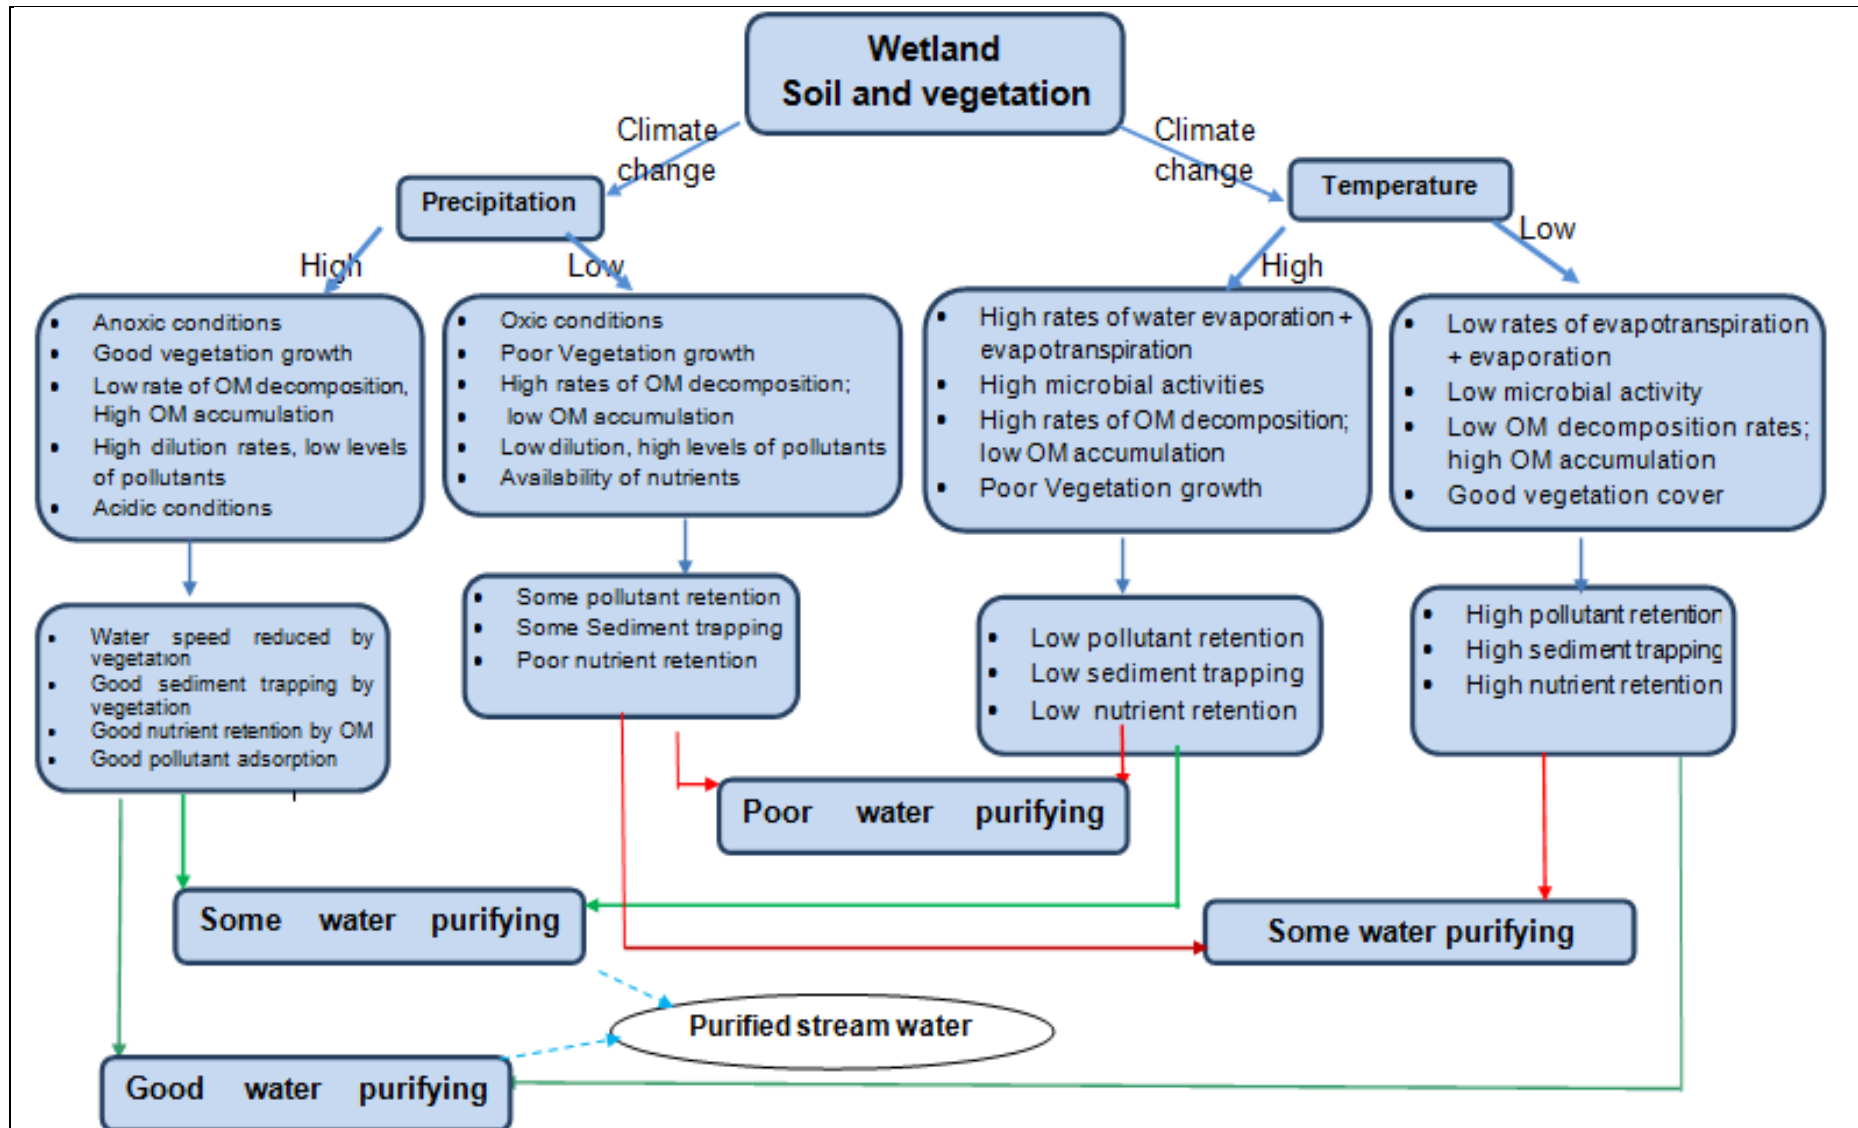 Wetland
Soil and vegetation
Climate
change
Climate
change
Precipitation
Temperature
High
Low
High
Low
• Anoxic conditions
• Good vegetation growth
• Low rate of OM decomposition,
High OM accumulation
• High dilution rates, low levels
of pollutants
• Acidic conditions
• Oxic conditions
• Poor Vegetation growth
• High rates of OM decomposition;
• low OM accumulation
• Low dilution, high levels of pollutants
• Availability of nutrients
• High rates of water evaporation +
evapotranspiration
• High microbial activities
• High rates of OM decomposition;
low OM accumulation
• Poor Vegetation growth
• Low rates of evapotranspiration
+ evaporation
• Low microbial activity
• Low OM decomposition rates;
high OM accumulation
• Good vegetation cover
• Water speed reduced by
vegetation
• Good sediment trapping by
vegetation
• Good nutrient retention by OM
• Good pollutant adsorption
• Some pollutant retention
• Some Sediment trapping
• Poor nutrient retention
• Low pollutant retention
• Low sediment trapping
• Low nutrient retention
• High pollutant retention
• High sediment trapping
• High nutrient retention
Poor water purifying
Some water purifying
Some water purifying
Purified stream water
Good water purifying